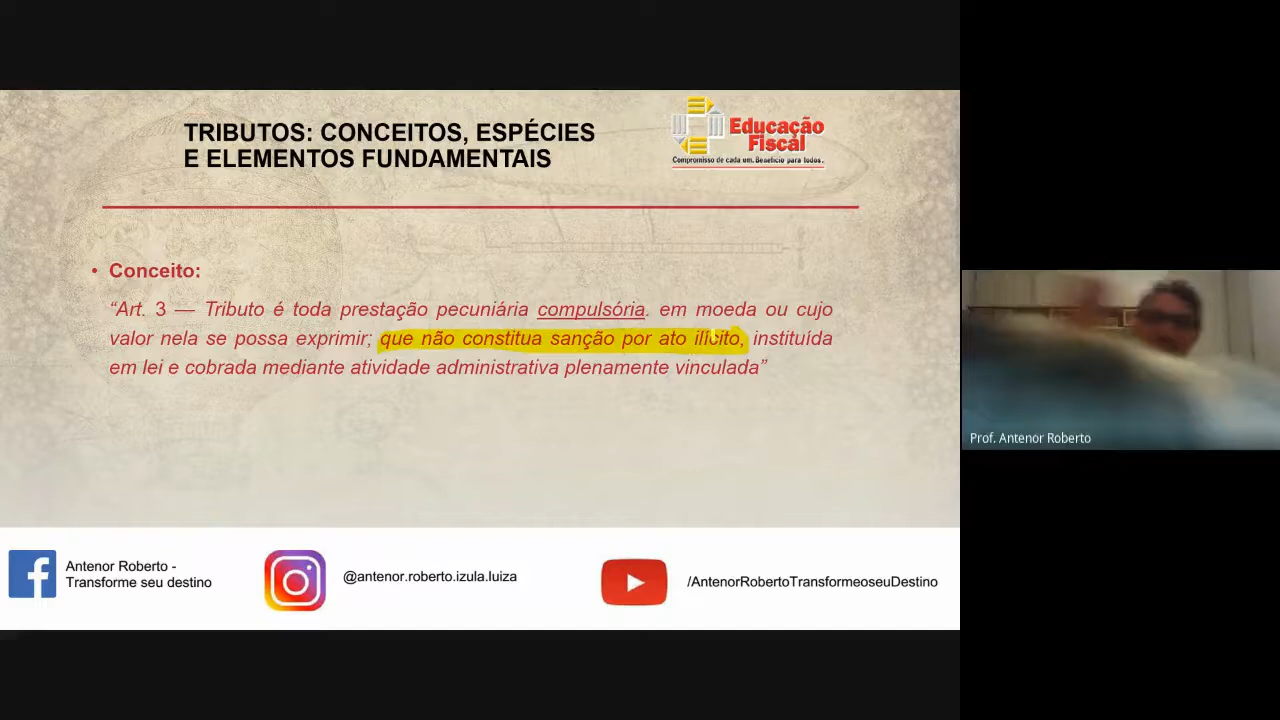 TRIBUTOS: CONCEITOS, ESPÉCIES
E ELEMENTOS FUNDAMENTAIS
Educação
Fiscal
Compromisso de cada um. Benefício para todos.
• Conceito:
“Art. 3 — Tributo é toda prestação pecuniária compulsória. em moeda ou cujo
valor nela se possa exprimir; que não constitua sanção por ato ilícito, instituída
em lei e cobrada mediante atividade administrativa plenamente vinculada”
Prof. Antenor Roberto
Antenor Roberto -
Transforme seu destino
@antenor.roberto.izula.luiza
/AntenorRobertoTransformeoseuDestino